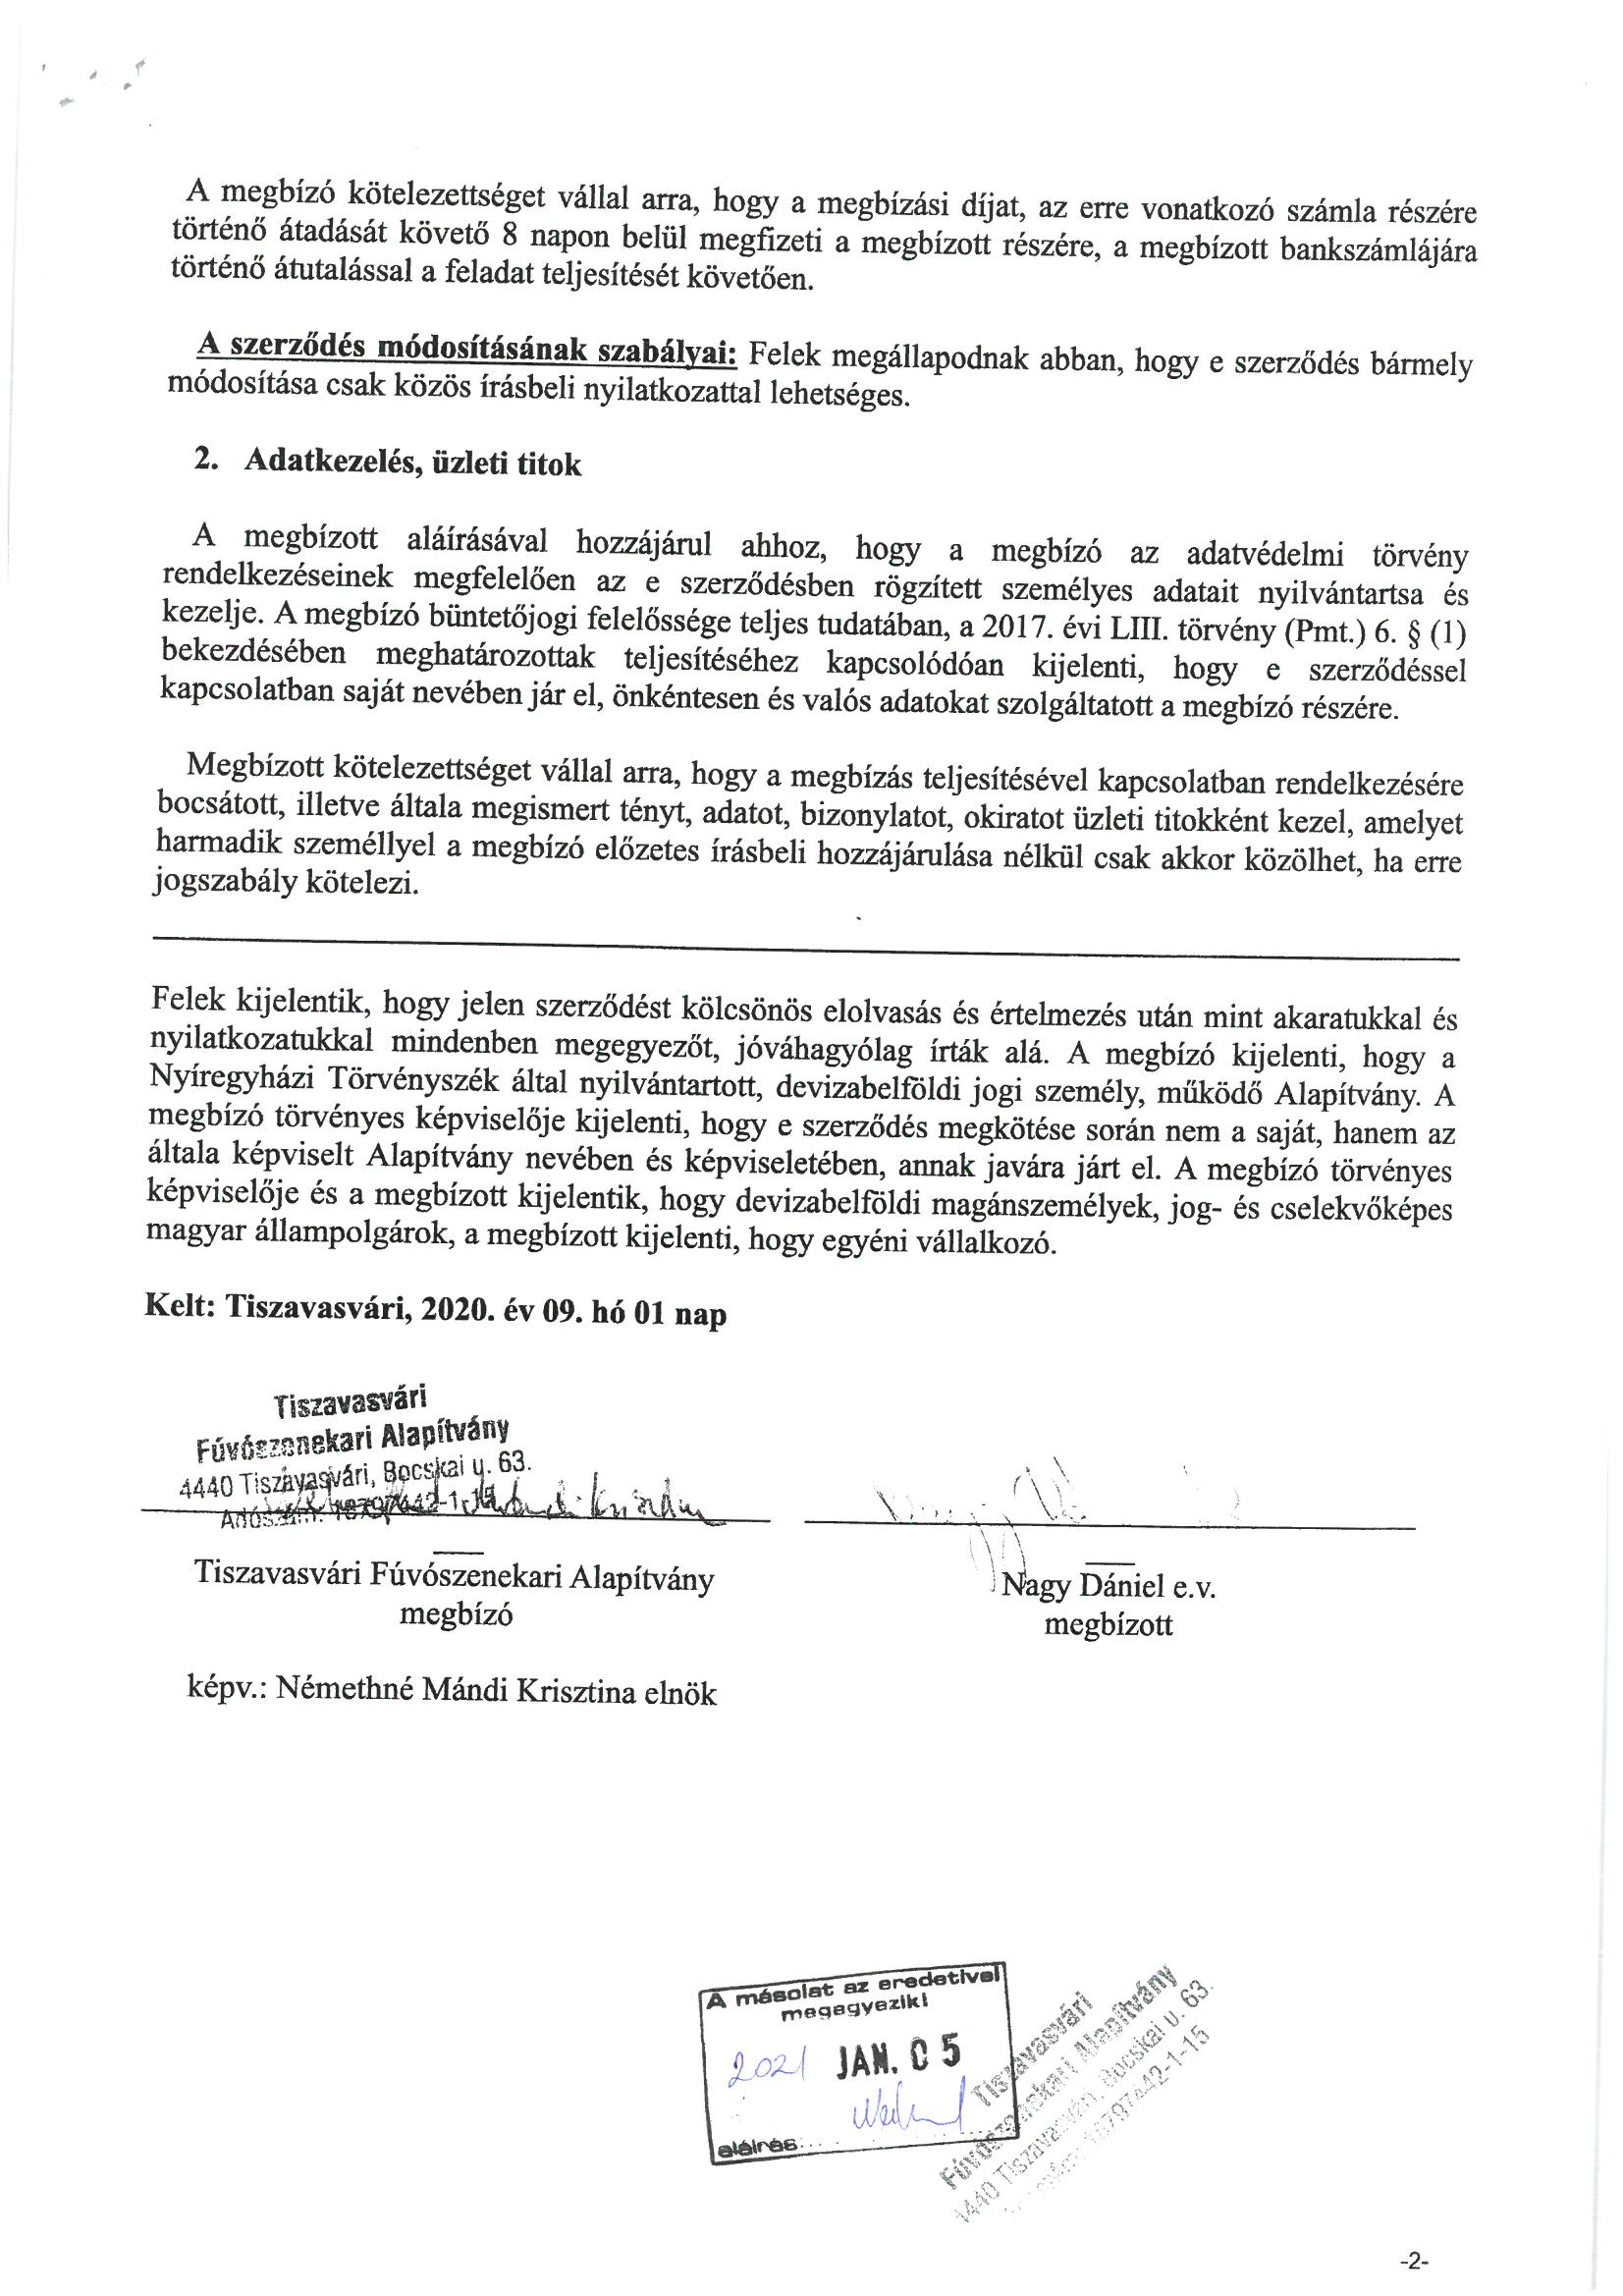 A megbízó kötelezettséget vállal arra, hogy a megbízási díjat, az erre vonatkozó számla részére
történő átadását követő 8 napon belül megfizeti a megbízott részére, a megbízott bankszámlájára
történő átutalással a feladat teljesítését követően.
A szerződés módosításának szabályai: Felek megállapodnak abban, hogy e szerződés bármely
módosítása csak közös írásbeli nyilatkozattal lehetséges.
2. Adatkezelés, üzleti titok
A megbízott aláírásával hozzájárul ahhoz, hogy a megbízó az adatvédelmi törvény
rendelkezéseinek megfelelően az e szerződésben rögzített személyes adatait nyilvántartsa és
kezelje. A megbízó büntetőjogi felelőssége teljes tudatában, a 2017. évi LIII. törvény (Pmt.) 6. § (1)
bekezdésében meghatározottak teljesítéséhez kapcsolódóan kijelenti, hogy e szerződéssel
kapcsolatban saját nevében jár el, önkéntesen és valós adatokat szolgáltatott a megbízó részére.
Megbízott kötelezettséget vállal arra, hogy a megbízás teljesítésével kapcsolatban rendelkezésére
bocsátott, illetve általa megismert tényt, adatot, bizonylatot, okiratot üzleti titokként kezel, amelyet
harmadik személlyel a megbízó előzetes írásbeli hozzájárulása nélkül csak akkor közölhet, ha erre
jogszabály kötelezi.
Felek kijelentik, hogy jelen szerződést kölcsönös elolvasás és értelmezés után mint akaratukkal és
nyilatkozatukkal mindenben megegyezőt, jóváhagyólag írták alá. A megbízó kijelenti, hogy a
Nyíregyházi Törvényszék által nyilvántartott, devizabelföldi jogi személy, működő Alapítvány. A
megbízó törvényes képviselője kijelenti, hogy e szerződés megkötése során nem a saját, hanem az
általa képviselt Alapítvány nevében és képviseletében, annak javára járt el. A megbízó törvényes
képviselője és a megbízott kijelentik, hogy devizabelföldi magánszemélyek, jog- és cselekvőképes
magyar állampolgárok, a megbízott kijelenti, hogy egyéni vállalkozó.
Kelt: Tiszavasvári, 2020. év 09. hó 01 nap
Tiszavasvári
Fúvószenekari Alapítvány
4440 Tiszavasvári, Bocskai u. 63.
Tiszavasvári Fúvószenekari Alapítvány
megbízó
képv.: Némethné Mándi Krisztina elnök
Nagy Dániel e.v.
megbízott
A másolat az eredetivel
megegyezik!
2021 JAN. 05
aláírás
Tiszavasvári
Fúvószenekari Alapítvány
4440 Tiszavasvári, Bocskai u. 63.
18797442-1-15
-2-